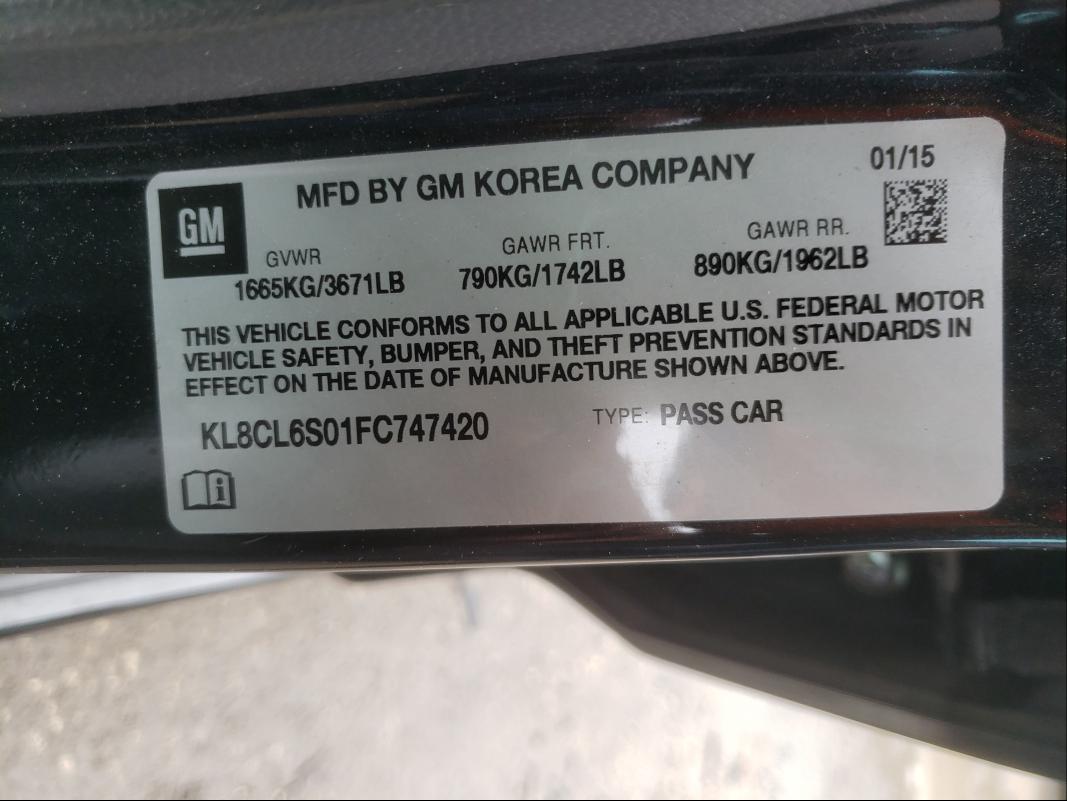 MFD BY GM KOREA COMPANY
01/15
GM
GVWR
1665KG/3671LB
GAWR FRT.
790KG/1742LB
GAWR RR.
890KG/1962LB
THIS VEHICLE CONFORMS TO ALL APPLICABLE U.S. FEDERAL MOTOR
VEHICLE SAFETY, BUMPER, AND THEFT PREVENTION STANDARDS IN
EFFECT ON THE DATE OF MANUFACTURE SHOWN ABOVE.
KL8CL6S01FC747420
TYPE: PASS CAR
i